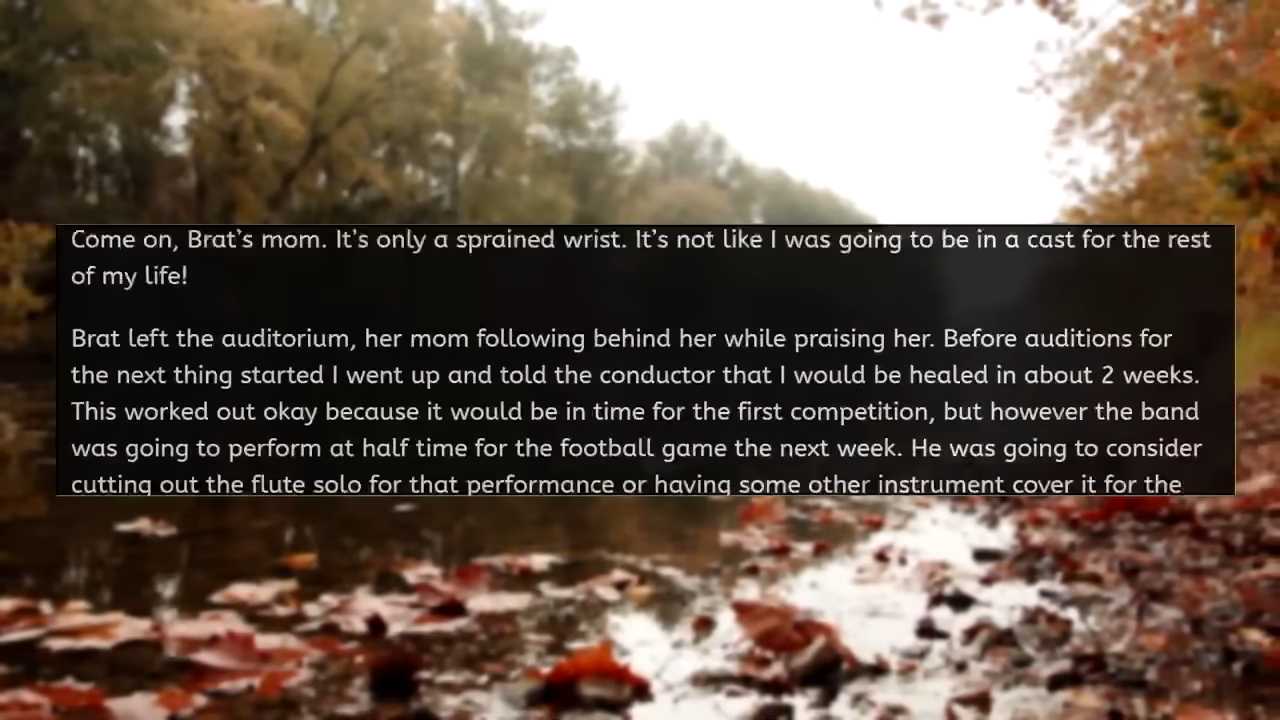 Come on, Brat's mom. It's only a sprained wrist. It's not like I was going to be in a cast for the rest
of my life!
Brat left the auditorium, her mom following behind her while praising her. Before auditions for
the next thing started I went up and told the conductor that I would be healed in about 2 weeks.
This worked out okay because it would be in time for the first competition, but however the band
was going to perform at half time for the football game the next week. He was going to consider
cutting out the flute solo for that performance or having some other instrument cover it for the